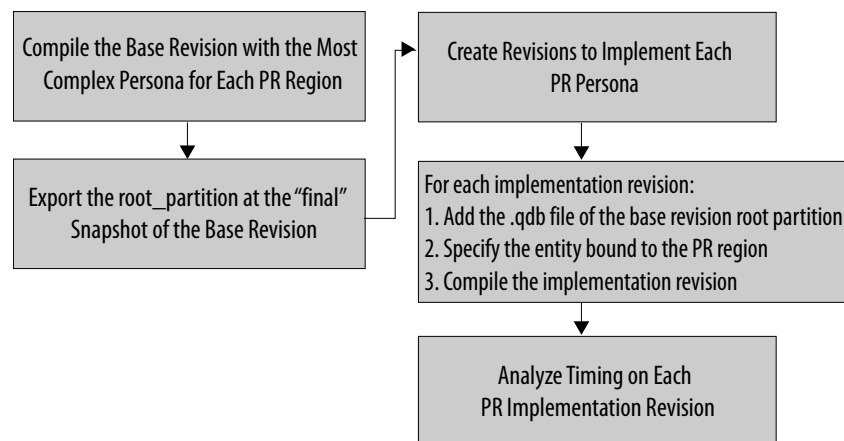 Compile the Base Revision with the Most
Complex Persona for Each PR Region
Export the root_partition at the “final”
Snapshot of the Base Revision
Create Revisions to Implement Each
PR Persona
For each implementation revision:
1. Add the .qdb file of the base revision root partition
2. Specify the entity bound to the PR region
3. Compile the implementation revision
Analyze Timing on Each
PR Implementation Revision